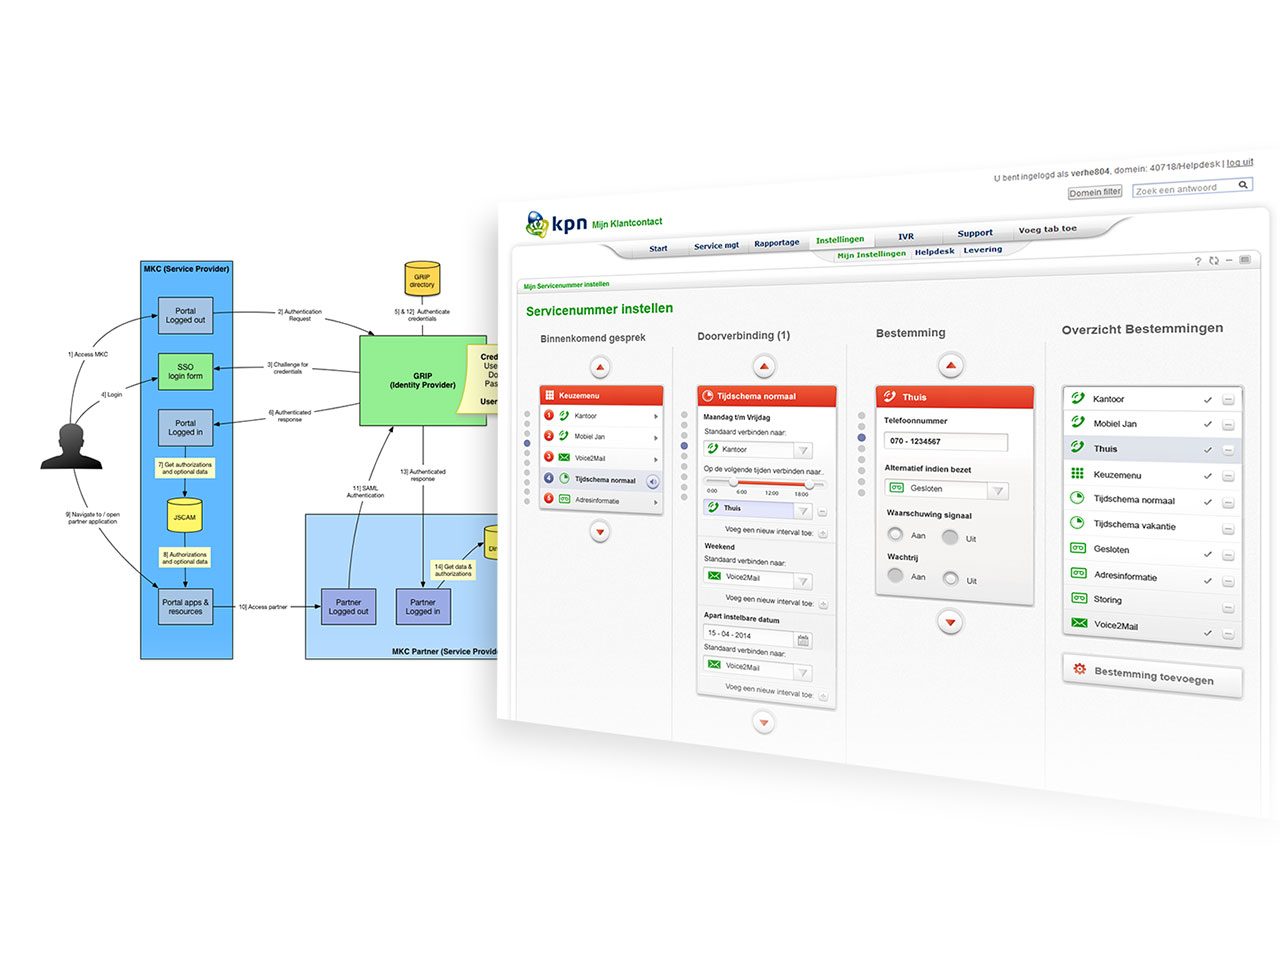 MKC (Service Provider)
Portal
Logged out
SSO
login form
Portal
Logged in
7] Get authorizations
and optional data
JSCAM
8] Authorizations
and optional data
Portal apps &
resources
1] Access MKC
4] Login
9] Navigate to / open
partner application
2] Authentication
Request
3] Challenge for
credentials
6] Authenticated
response
10] Access partner
GRIP
directory
5] & 12] Authenticate
credentials
GRIP
(Identity Provider)
Cred
Use
Do
Pas
User
11] SAML
Authentication
13] Authenticated
response
14] Get data &
authorizations
Di
Partner
Logged out
Partner
Logged in
MKC Partner (Service Provide
U bent ingelogd als verhe804, domein: 40718/Helpdesk | log uit
Domein filter
Zoek een antwoord
kpn Mijn Klantcontact
Start
Service mgt
Rapportage
Instellingen
IVR
Support
Voeg tab toe
Mijn Instellingen
Helpdesk
Levering
Mijn Servicenummer instellen
?
Servicenummer instellen
Binnenkomend gesprek
Keuzemenu
1 Kantoor
2 Mobiel Jan
3 Voice2Mail
4 Tijdschema normaal
5 Adresinformatie
Doorverbinding (1)
Tijdschema normaal
Maandag t/m Vrijdag
Standaard verbinden naar:
Kantoor
Op de volgende tijden verbinden naar..
0:00 6:00 12:00 18:00
Thuis
Voeg een nieuw interval toe:
Weekend
Standaard verbinden naar:
Voice2Mail
Voeg een nieuw interval toe:
Apart instelbare datum
15 - 04 - 2014
Standaard verbinden naar:
Voice2Mail
Voeg een nieuw interval toe:
Bestemming
Thuis
Telefoonnummer
070 - 1234567
Alternatief indien bezet
Gesloten
Waarschuwing signaal
Aan Uit
Wachtrij
Aan Uit
Overzicht Bestemmingen
Kantoor
Mobiel Jan
Thuis
Keuzemenu
Tijdschema normaal
Tijdschema vakantie
Gesloten
Adresinformatie
Storing
Voice2Mail
Bestemming toevoegen